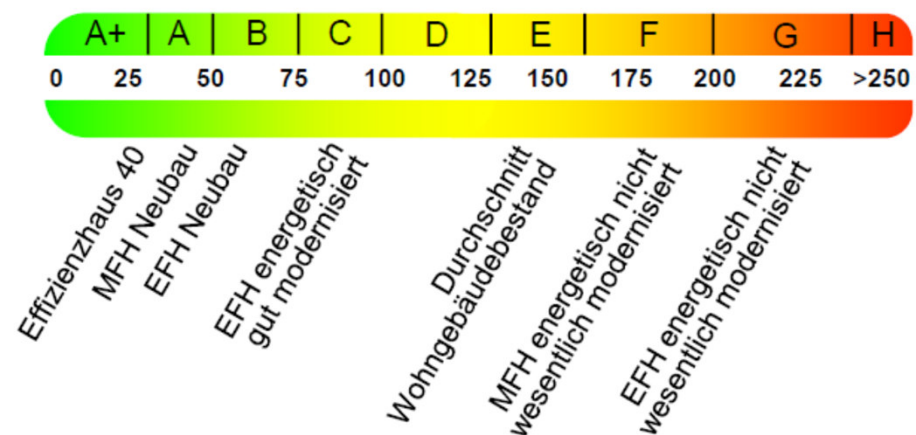 A+ A B C D E F G H
0 25 50 75 100 125 150 175 200 225 >250
Effizienzhaus 40
MFH Neubau
EFH Neubau
EFH energetisch
gut modernisiert
Durchschnitt
Wohngebäudebestand
MFH energetisch nicht
wesentlich modernisiert
EFH energetisch nicht
wesentlich modernisiert